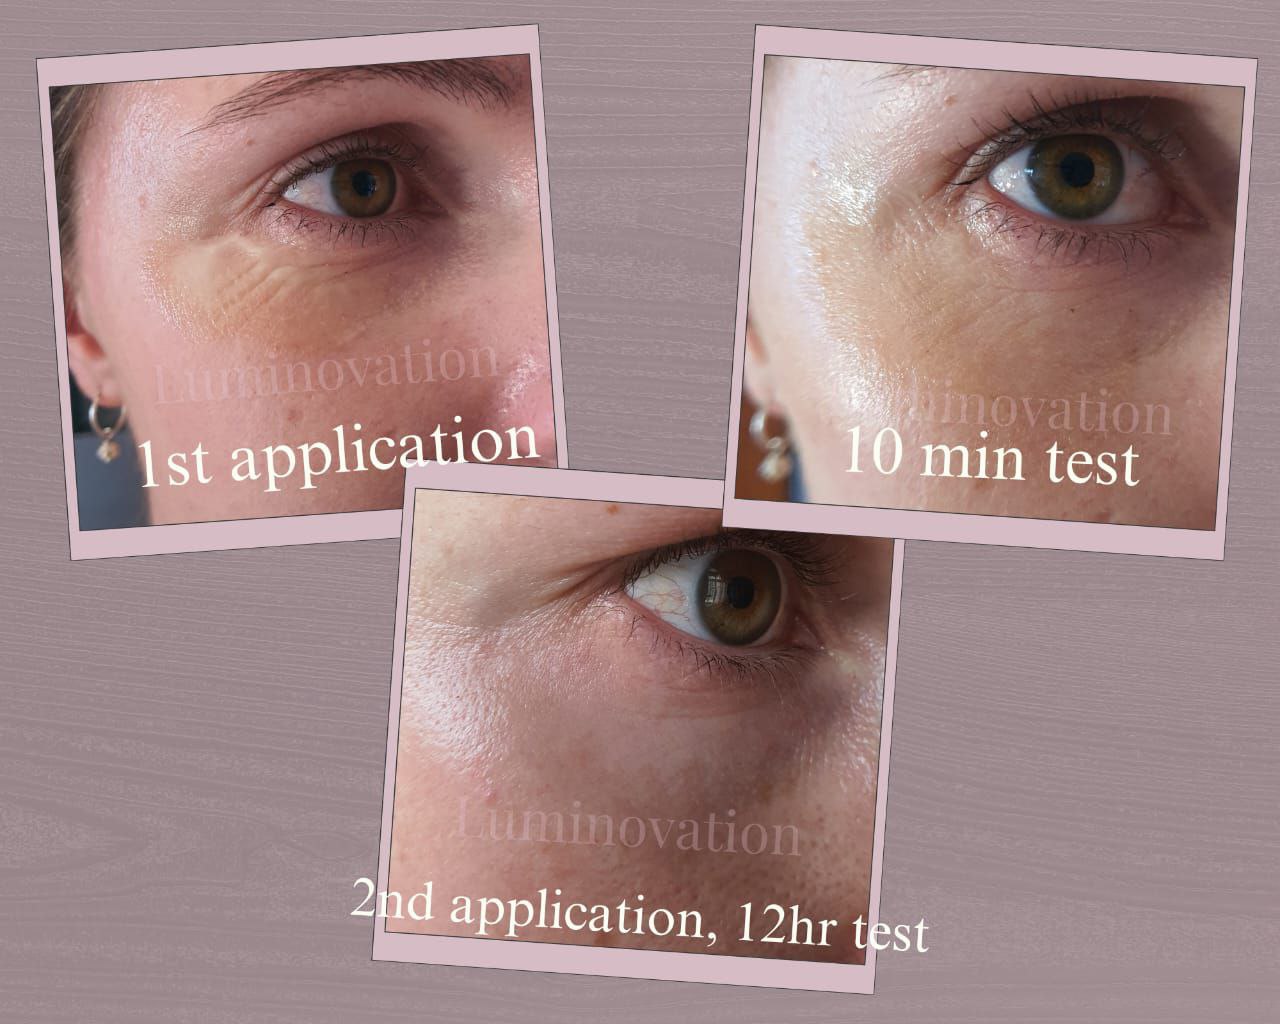 Luminovation
1st application
Luminovation
10 min test
Luminovation
2nd application, 12hr test